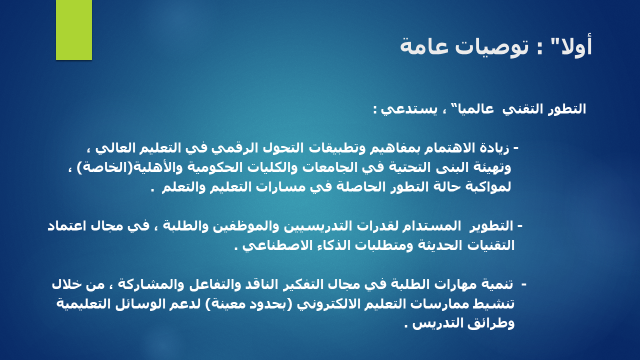 أولا" : توصيات عامة
التطور التقني عالميا" ، يستدعي :
- زيادة الاهتمام بمفاهيم وتطبيقات التحول الرقمي في التعليم العالي ،
وتهيئة البنى التحتية في الجامعات والكليات الحكومية والأهلية(الخاصة) ،
لمواكبة حالة التطور الحاصلة في مسارات التعليم والتعلم .
- التطوير المستدام لقدرات التدريسيين والموظفين والطلبة ، في مجال اعتماد
التقنيات الحديثة ومتطلبات الذكاء الاصطناعي .
- تنمية مهارات الطلبة في مجال التفكير الناقد والتفاعل والمشاركة ، من خلال
تنشيط ممارسات التعليم الالكتروني (بحدود معينة) لدعم الوسائل التعليمية
وطرائق التدريس .